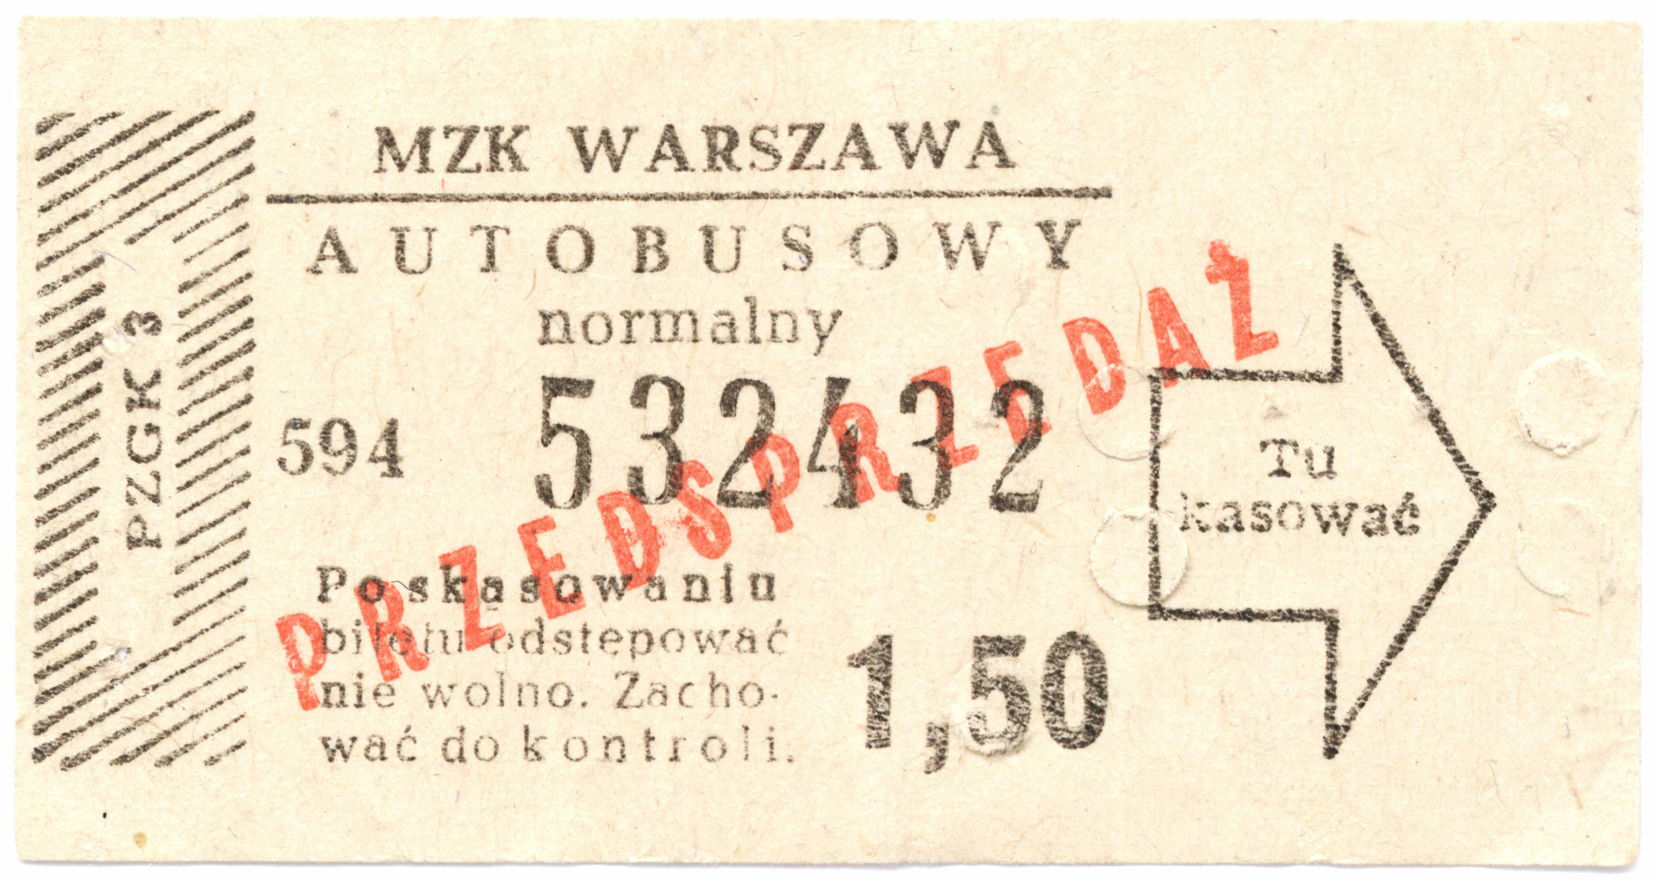 MZK WARSZAWA
AUTOBUSOWY
normalny
594 532432
PRZEDSPRZEDAŻ
Po skasowaniu
biletu odstępować
nie wolno. Zacho-
wać do kontroli.
1,50
Tu
kasować
PZGK 3